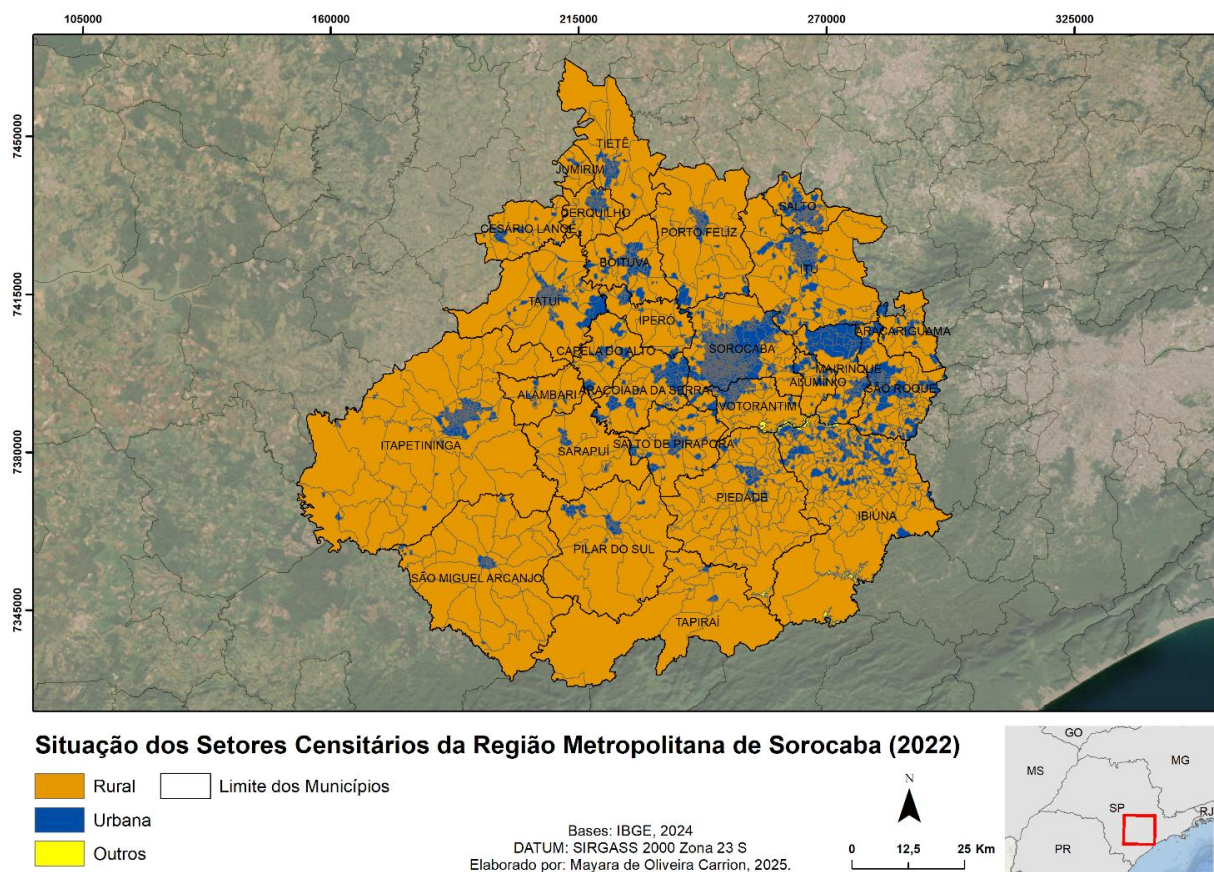 105000 160000 215000 270000 325000
7450000
7415000
7380000
7345000
TIETÊ
JUMIRIM
CERQUILHO
SALTO
CESÁRIO LANGE
PORTO FELIZ
BOITUVA
ITU
TATUÍ
IPERÓ
ARAÇARIGUAMA
CAPELA DO ALTO
SOROCABA
MAIRINQUE
ALUMÍNIO
SÃO ROQUE
ALAMBARI
ARAÇOIADA DA SERRA
VOTORANTIM
ITAPETININGA
SARAPUÍ
SALTO DE PIRAPORA
PIEDADE
IBIÚNA
PILAR DO SUL
SÃO MIGUEL ARCANJO
TAPIRAÍ
Situação dos Setores Censitários da Região Metropolitana de Sorocaba (2022)
Rural
Limite dos Municípios
Urbana
Outros
Bases: IBGE, 2024
DATUM: SIRGASS 2000 Zona 23 S
Elaborado por: Mayara de Oliveira Carrion, 2025.
N
0 12,5 25 Km
GO
MS
MG
SP
RJ
PR